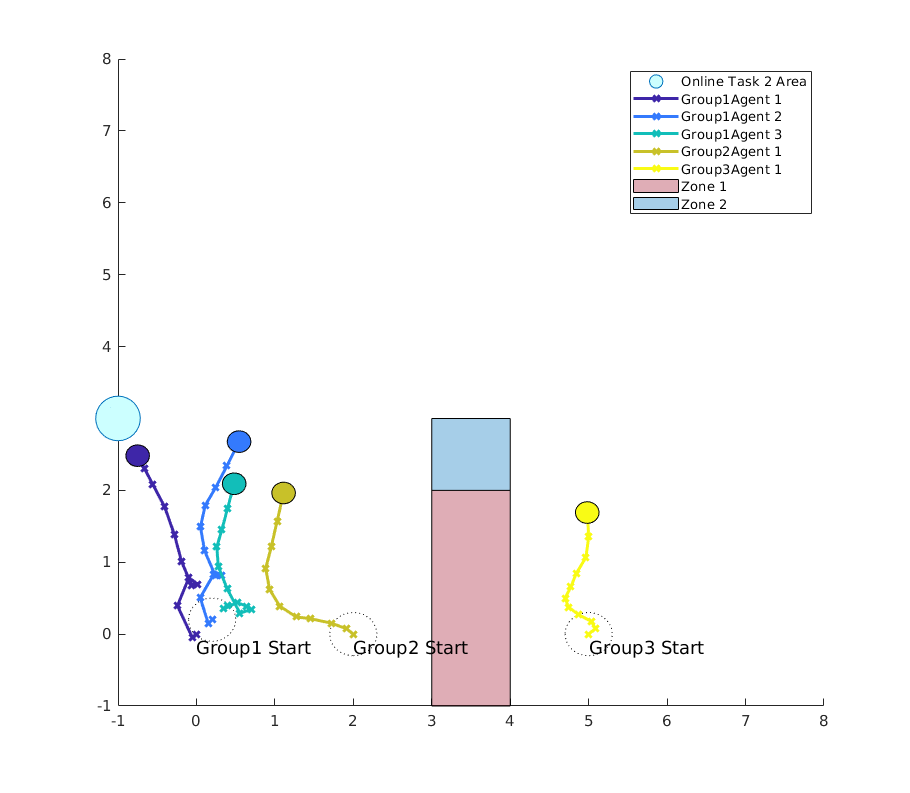 8
7
6
5
4
2
1
0
-1
-1 0 1 2 3 4 5 6 7 8
Online Task 2 Area
Group1Agent 1
Group1Agent 2
Group1Agent 3
Group2Agent 1
Group3Agent 1
Zone 1
Zone 2
Group1 Start
Group2 Start
Group3 Start